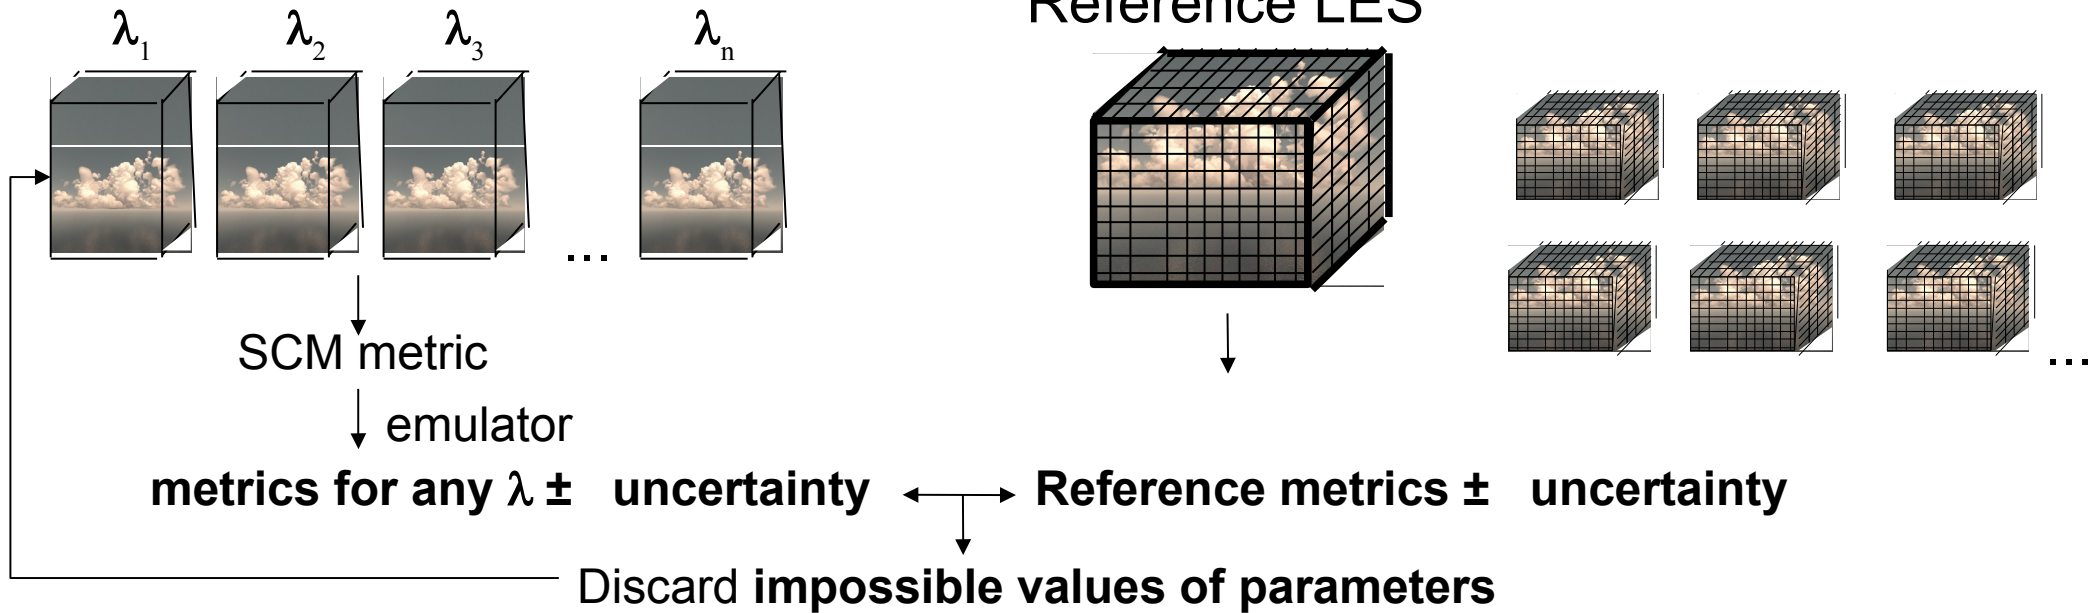 λ1 λ2 λ3 λn
Reference LES
...
...
SCM metric
emulator
metrics for any λ ± uncertainty
Reference metrics ± uncertainty
Discard impossible values of parameters